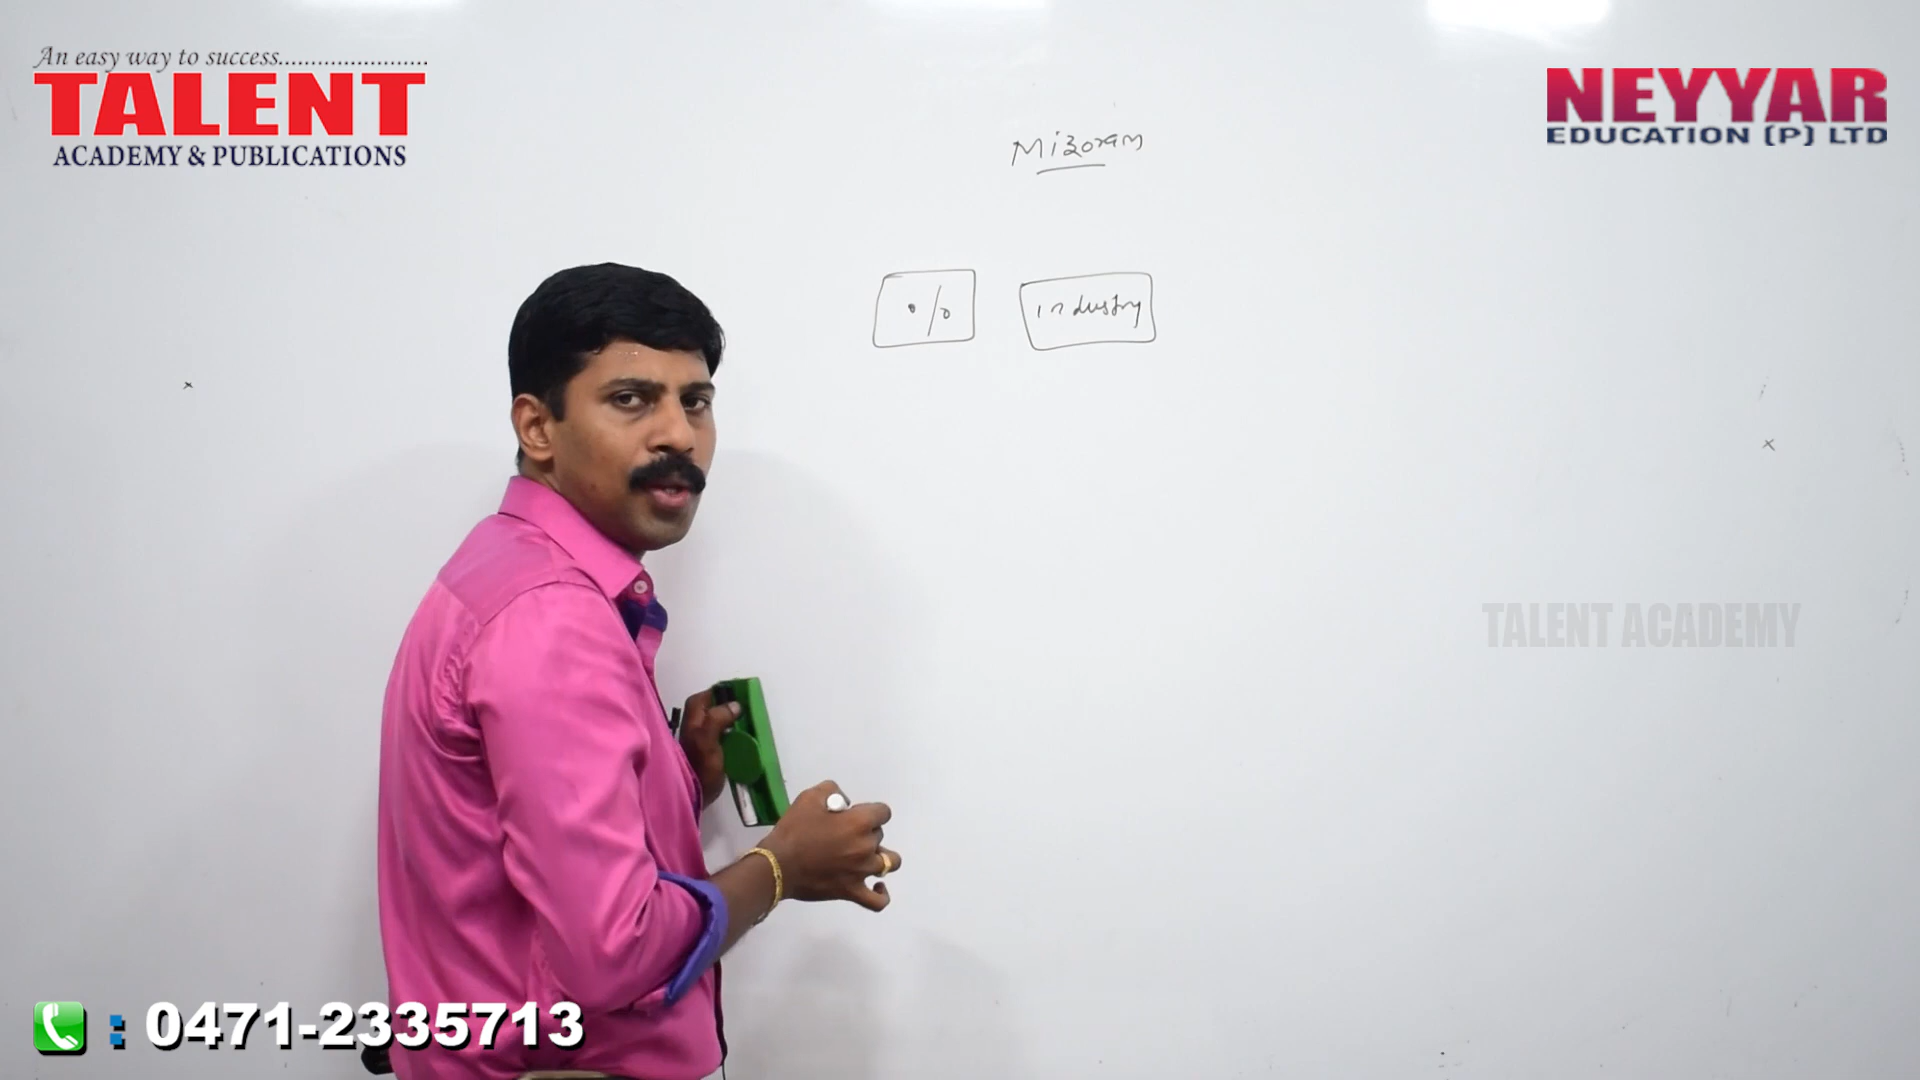 An easy way to success.......................
TALENT
ACADEMY & PUBLICATIONS
NEYYAR
EDUCATION (P) LTD
Mizoram
%
industry
TALENT ACADEMY
: 0471-2335713